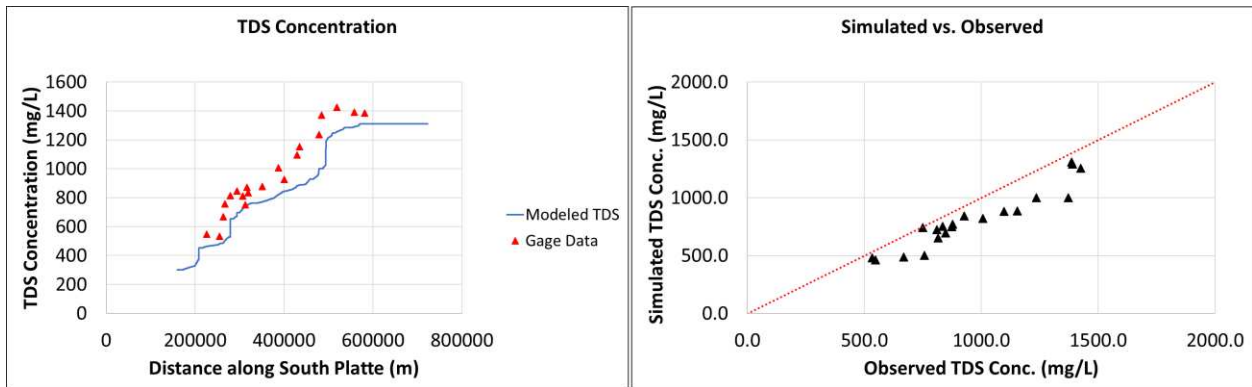 TDS Concentration
TDS Concentration (mg/L)
1600
1400
1200
1000
800
600
400
200
0
0 200000 400000 600000 800000
Distance along South Platte (m)
Modeled TDS
Gage Data
Simulated vs. Observed
Simulated TDS Conc. (mg/L)
2000.0
1500.0
1000.0
500.0
0.0
0.0 500.0 1000.0 1500.0 2000.0
Observed TDS Conc. (mg/L)